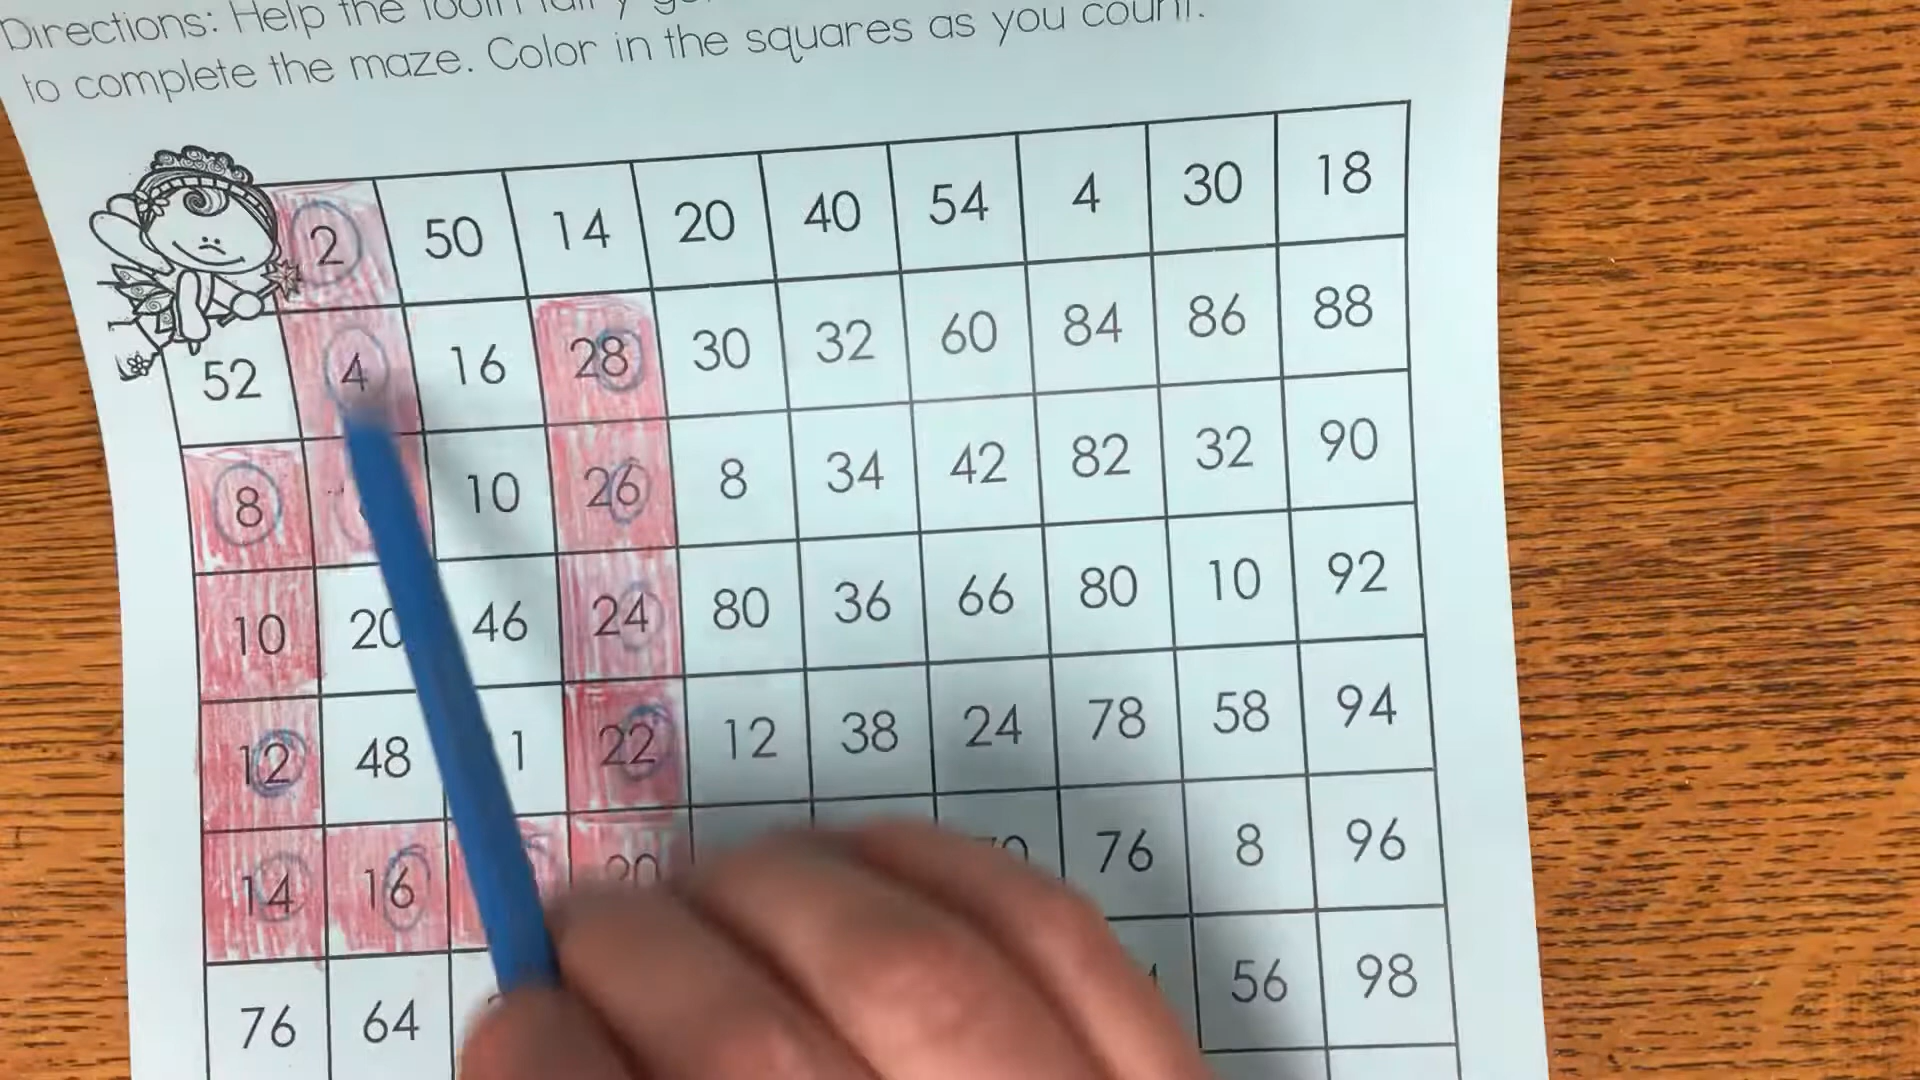 Directions: Help the
to complete the maze. Color in the squares as you count.
2 50 14 20 40 54 4 30 18
52 4 16 28 30 32 60 84 86 88
8 10 26 8 34 42 82 32 90
10 20 46 24 80 36 66 80 10 92
12 48 1 22 12 38 24 78 58 94
14 16 20 76 8 96
76 64 56 98